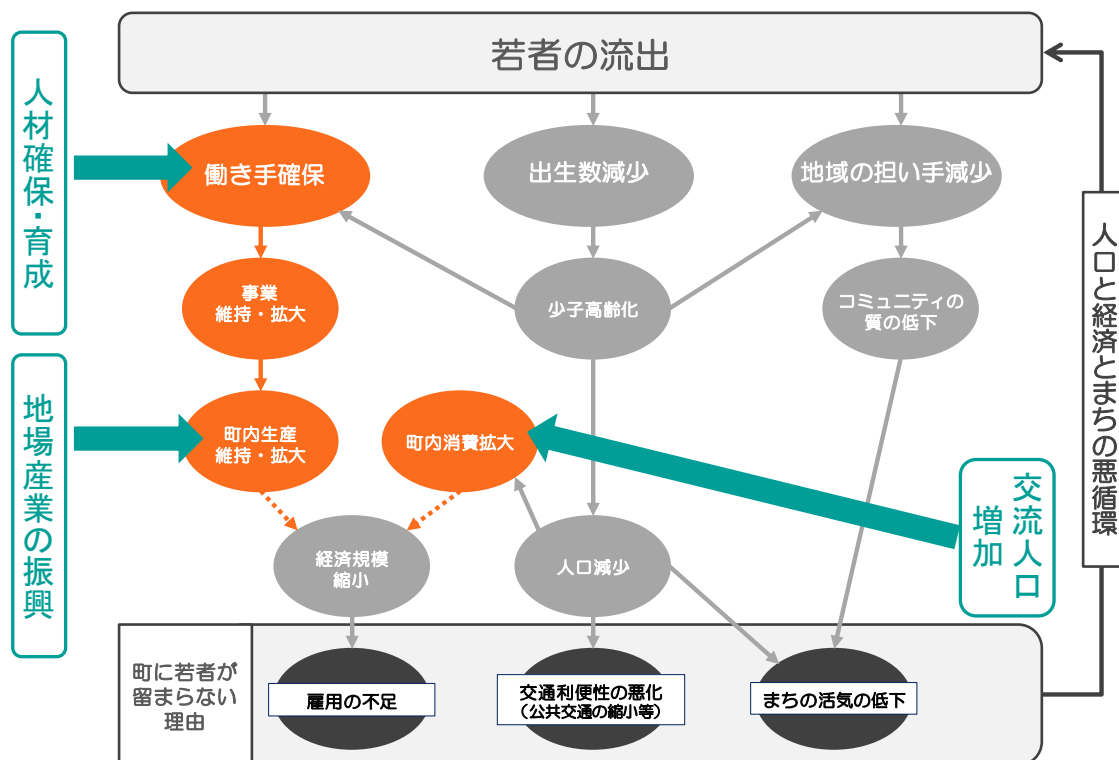 若者の流出
人材確保・育成
働き手確保
出生数減少
地域の担い手減少
事業
維持・拡大
少子高齢化
コミュニティの
質の低下
人口と経済とまちの悪循環
地場産業の振興
町内生産
維持・拡大
町内消費拡大
交流人口
増加
経済規模
縮小
人口減少
町に若者が
留まらない
理由
雇用の不足
交通利便性の悪化
（公共交通の縮小等）
まちの活気の低下